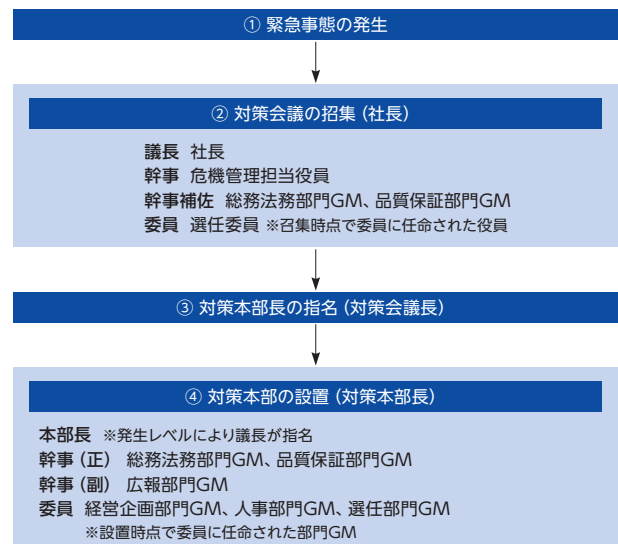 ① 緊急事態の発生
② 対策会議の招集（社長）
議長 社長
幹事 危機管理担当役員
幹事補佐 総務法務部門GM、品質保証部門GM
委員 選任委員 ※召集時点で委員に任命された役員
③ 対策本部長の指名（対策会議長）
④ 対策本部の設置（対策本部長）
本部長 ※発生レベルにより議長が指名
幹事（正） 総務法務部門GM、品質保証部門GM
幹事（副） 広報部門GM
委員 経営企画部門GM、人事部門GM、選任部門GM
※設置時点で委員に任命された部門GM